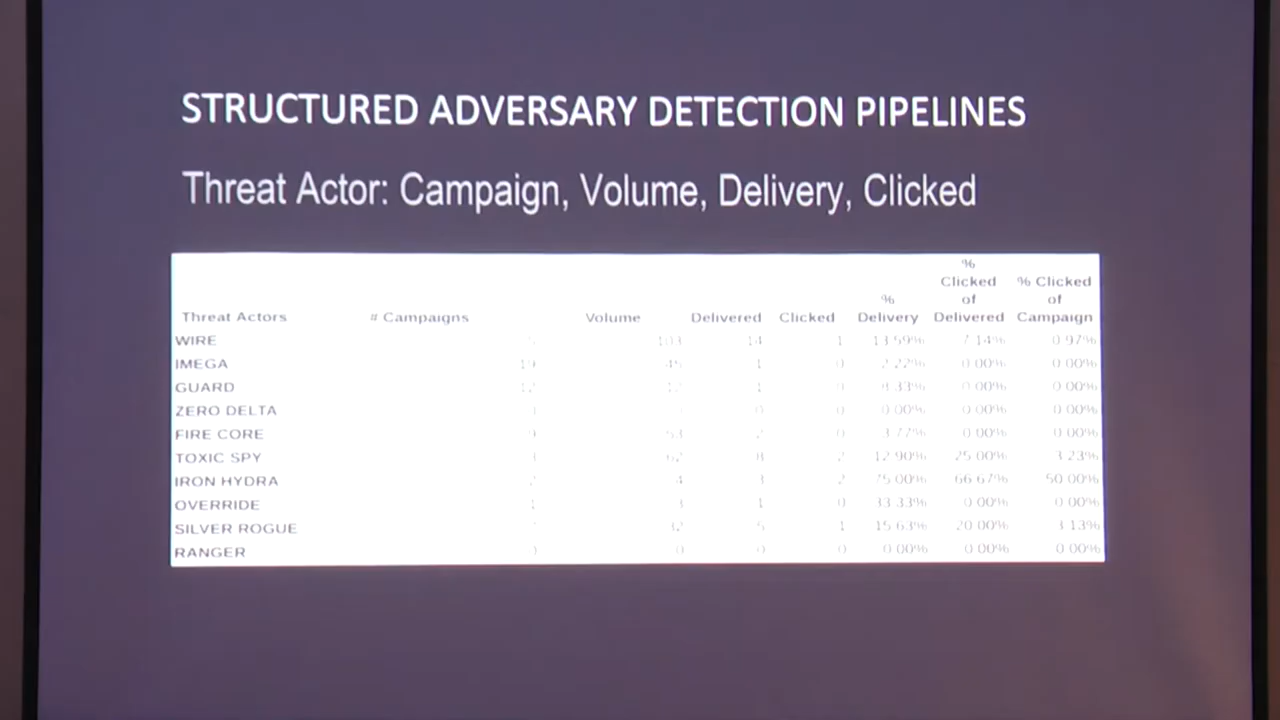 STRUCTURED ADVERSARY DETECTION PIPELINES
Threat Actor: Campaign, Volume, Delivery, Clicked
Threat Actors # Campaigns Volume Delivered Clicked % Delivery % Clicked of Delivered % Clicked of Campaign
WIRE 103 14 1 13.59% 7.14% 0.97%
IMEGA 19 45 1 0 2.22% 0.00% 0.00%
GUARD 12 12 1 0 8.33% 0.00% 0.00%
ZERO DELTA 0 0 0.00% 0.00% 0.00%
FIRE CORE 53 2 0 3.77% 0.00% 0.00%
TOXIC SPY 62 8 2 12.90% 25.00% 3.23%
IRON HYDRA 2 4 3 2 75.00% 66.67% 50.00%
OVERRIDE 1 3 1 0 33.33% 0.00% 0.00%
SILVER ROGUE 32 5 1 15.63% 20.00% 3.13%
RANGER 0 0 0 0.00% 0.00% 0.00%